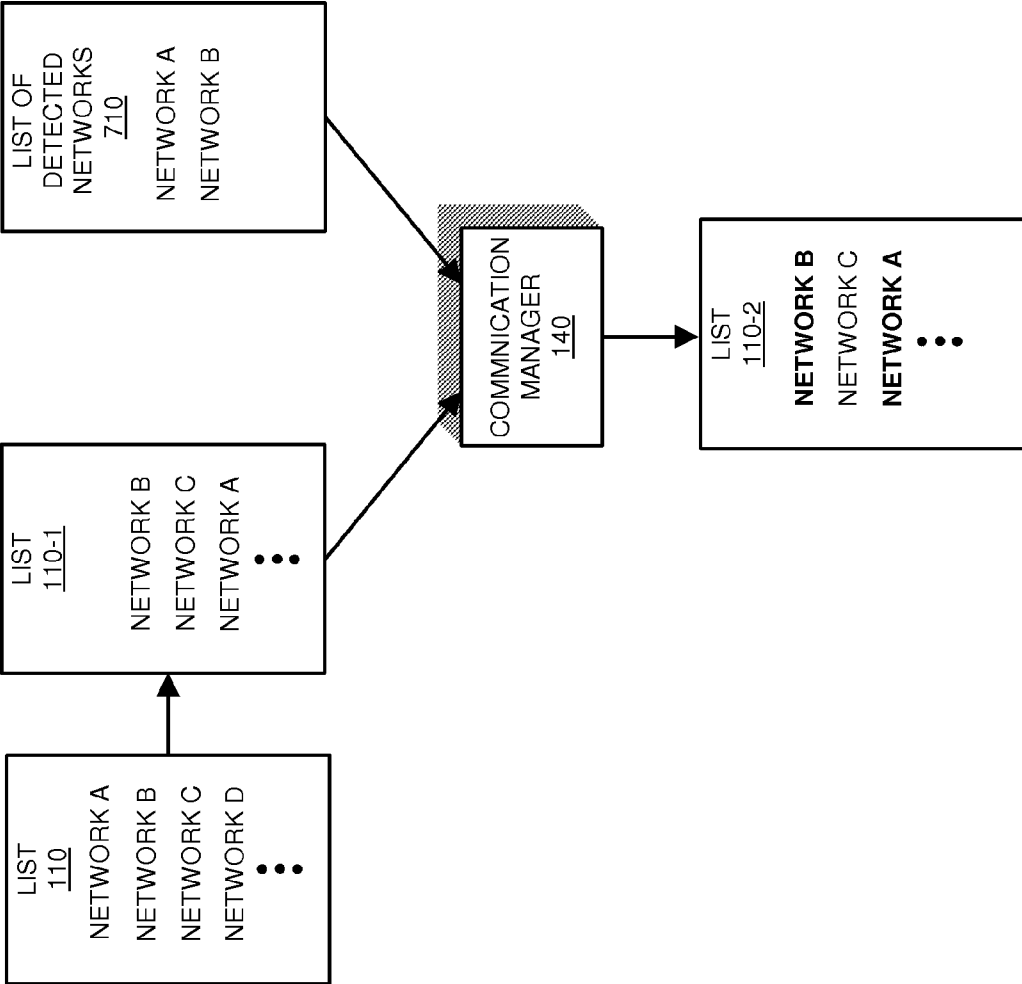 LIST
110
NETWORK A
NETWORK B
NETWORK C
NETWORK D
•••
LIST
110-1
NETWORK B
NETWORK C
NETWORK A
•••
LIST OF
DETECTED
NETWORKS
710
NETWORK A
NETWORK B
COMMNICATION
MANAGER
140
LIST
110-2
NETWORK B
NETWORK C
NETWORK A
•••